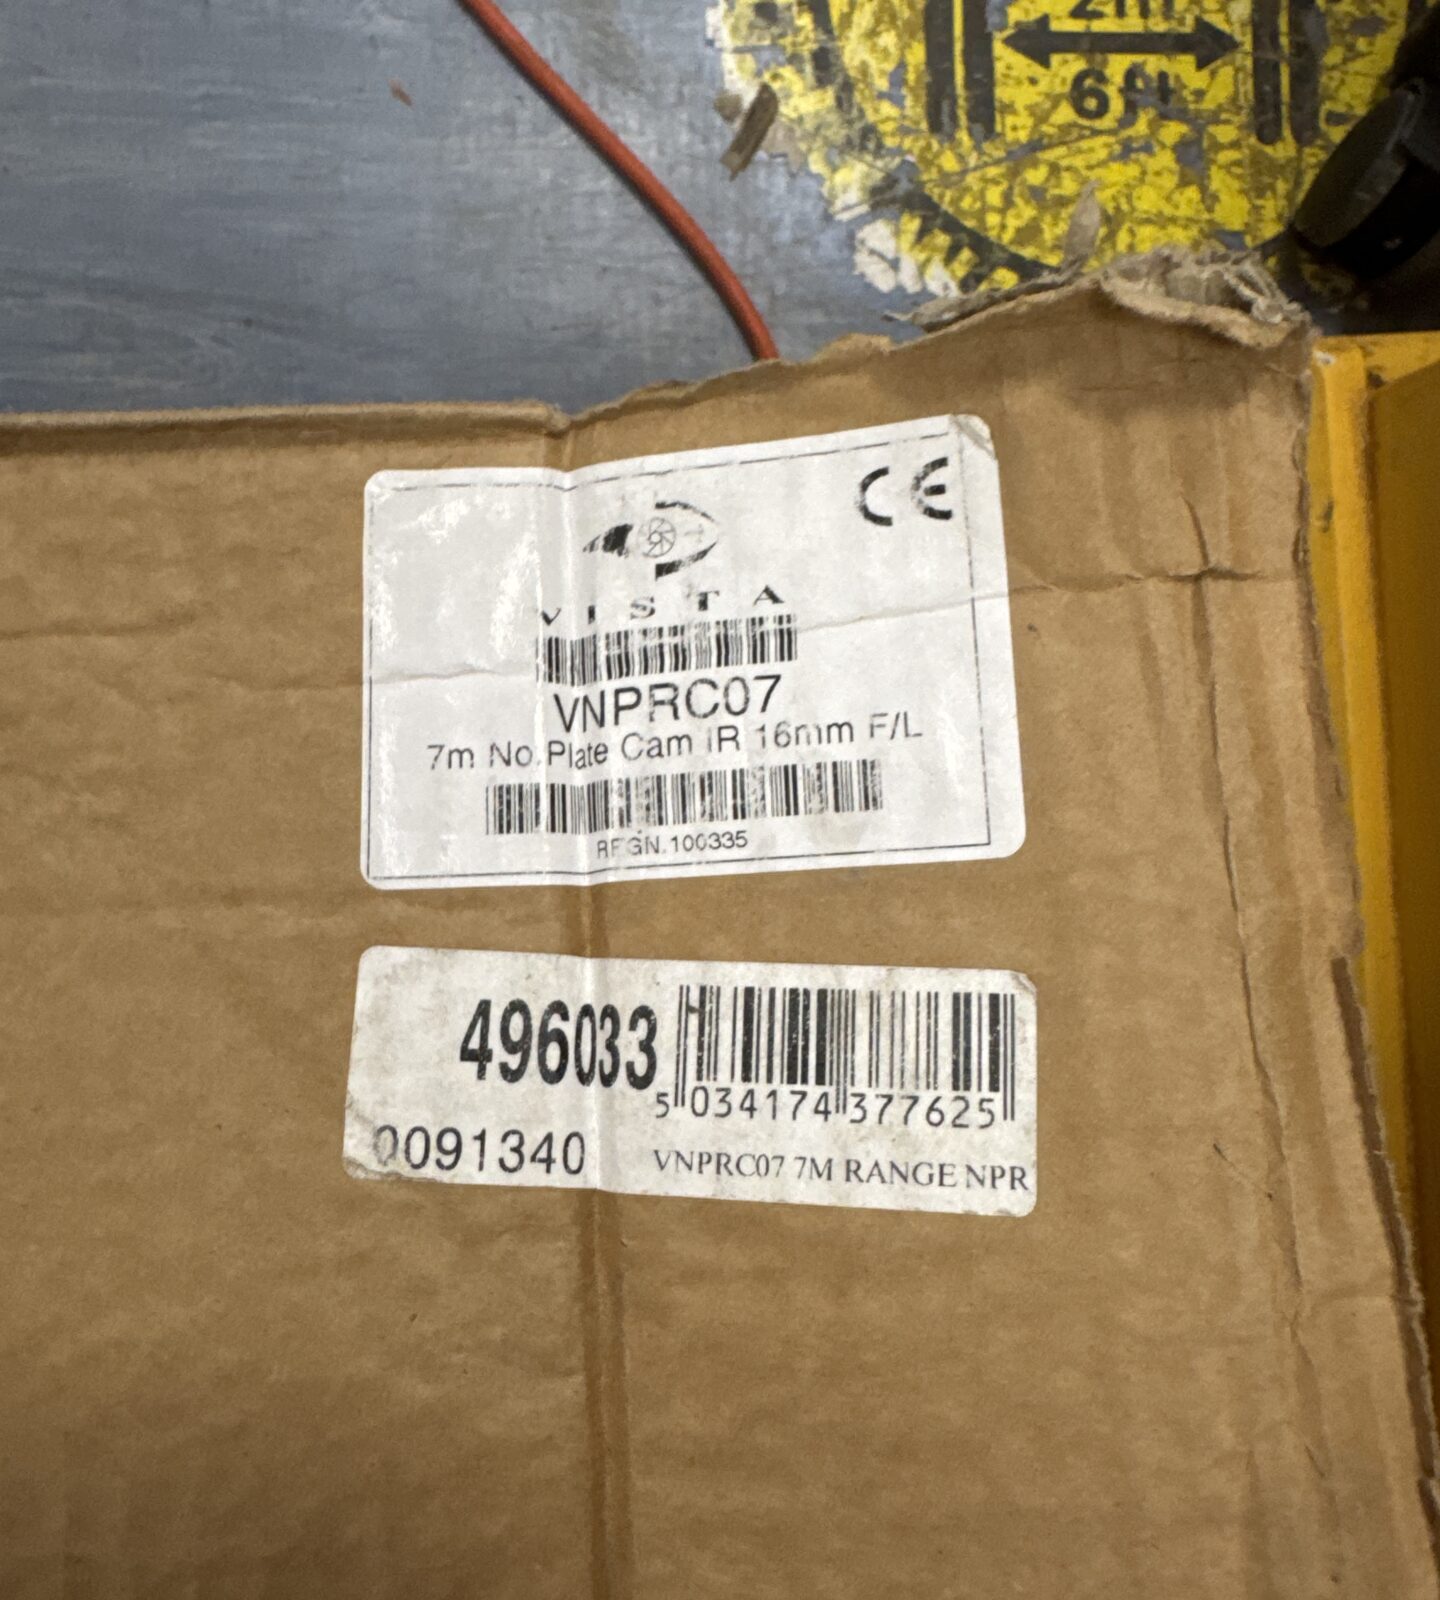 2m
6ft
CE
VISTA
VNPRC07
7m No.Plate Cam IR 16mm F/L
REGN.100335
496033
5 034174 377625
0091340
VNPRC07 7M RANGE NPR